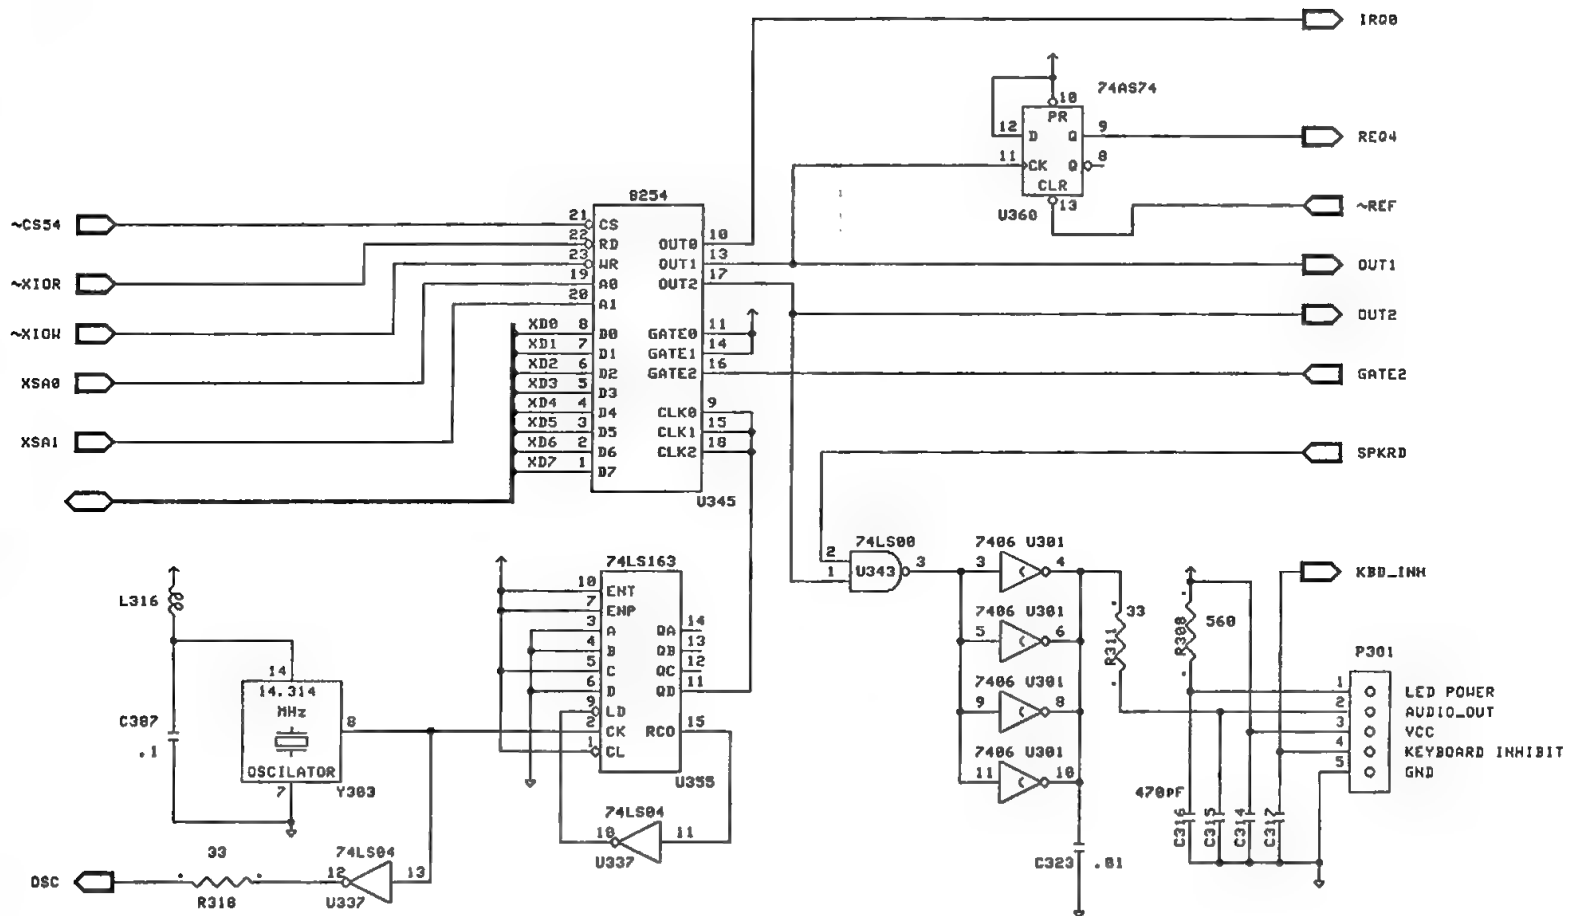 IRQ0
74AS74
10
PR
12 D Q 9
REQ4
11 CK Q 8
CLR
U360 13
~REF
8254
~CS54
21 CS
22 RD OUT0 10
23 WR OUT1 13
OUT1
19 A0 OUT2 17
~XIOR
20 A1
OUT2
~XIOW
XD0 8 D0 GATE0 11
XD1 7 D1 GATE1 14
XD2 6 D2 GATE2 16
GATE2
XSA0
XD3 5 D3
XD4 4 D4 CLK0 9
XD5 3 D5 CLK1 15
XSA1
XD6 2 D6 CLK2 18
XD7 1 D7
SPKRD
U345
74LS00
2
1 U343 3
7406 U301
3 4
KBD_INH
74LS163
10 ENT
7 ENP
3 A QA 14
4 B QB 13
5 C QC 12
6 D QD 11
9 LD
2 CK RCO 15
1 CL
U355
L316
14
14.314
MHz
8
OSCILATOR
7
Y303
C307
.1
7406 U301
5 6
7406 U301
9 8
7406 U301
11 10
33
R311
R308
560
P301
1 LED POWER
2 AUDIO_OUT
3 VCC
4 KEYBOARD INHIBIT
5 GND
470pF
C316
C315
C314
C317
74LS04
10 11
U337
C323 .01
33
74LS04
OSC
12 13
R318
U337